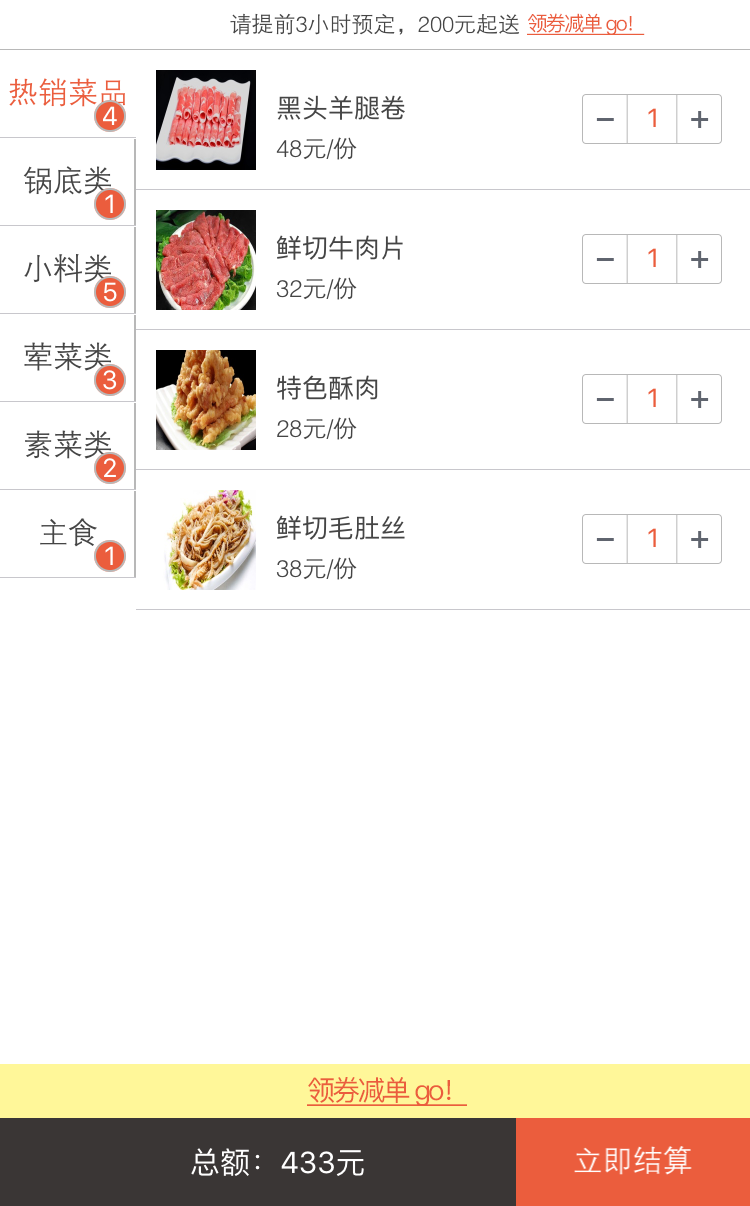 请提前3小时预定，200元起送 领券减单 go！
热销菜品
4
锅底类
1
小料类
5
荤菜类
3
素菜类
2
主食
1
黑头羊腿卷
48元/份
− 1 +
鲜切牛肉片
32元/份
− 1 +
特色酥肉
28元/份
− 1 +
鲜切毛肚丝
38元/份
− 1 +
领券减单 go！
总额：433元
立即结算